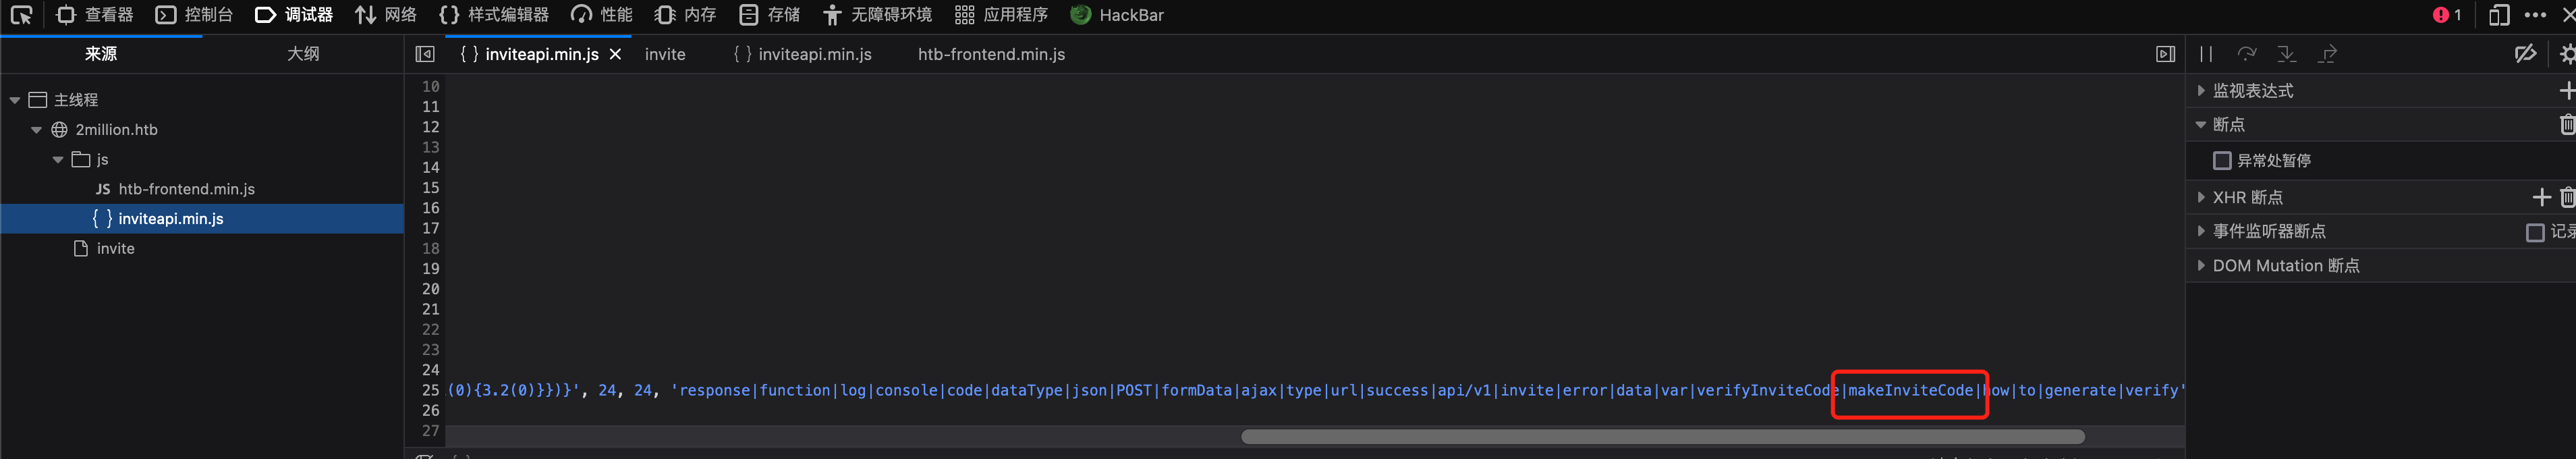 查看器 控制台 调试器 网络 样式编辑器 性能 内存 存储 无障碍环境 应用程序 HackBar 1
来源 大纲 inviteapi.min.js invite inviteapi.min.js htb-frontend.min.js
主线程
2million.htb
js
htb-frontend.min.js
inviteapi.min.js
invite
10
11
12
13
14
15
16
17
18
19
20
21
22
23
24
25 (0){3.2(0)}})}', 24, 24, 'response|function|log|console|code|dataType|json|POST|formData|ajax|type|url|success|api/v1|invite|error|data|var|verifyInviteCode|makeInviteCode|how|to|generate|verify'
26
27
监视表达式
断点
异常处暂停
XHR 断点
事件监听器断点 记录
DOM Mutation 断点